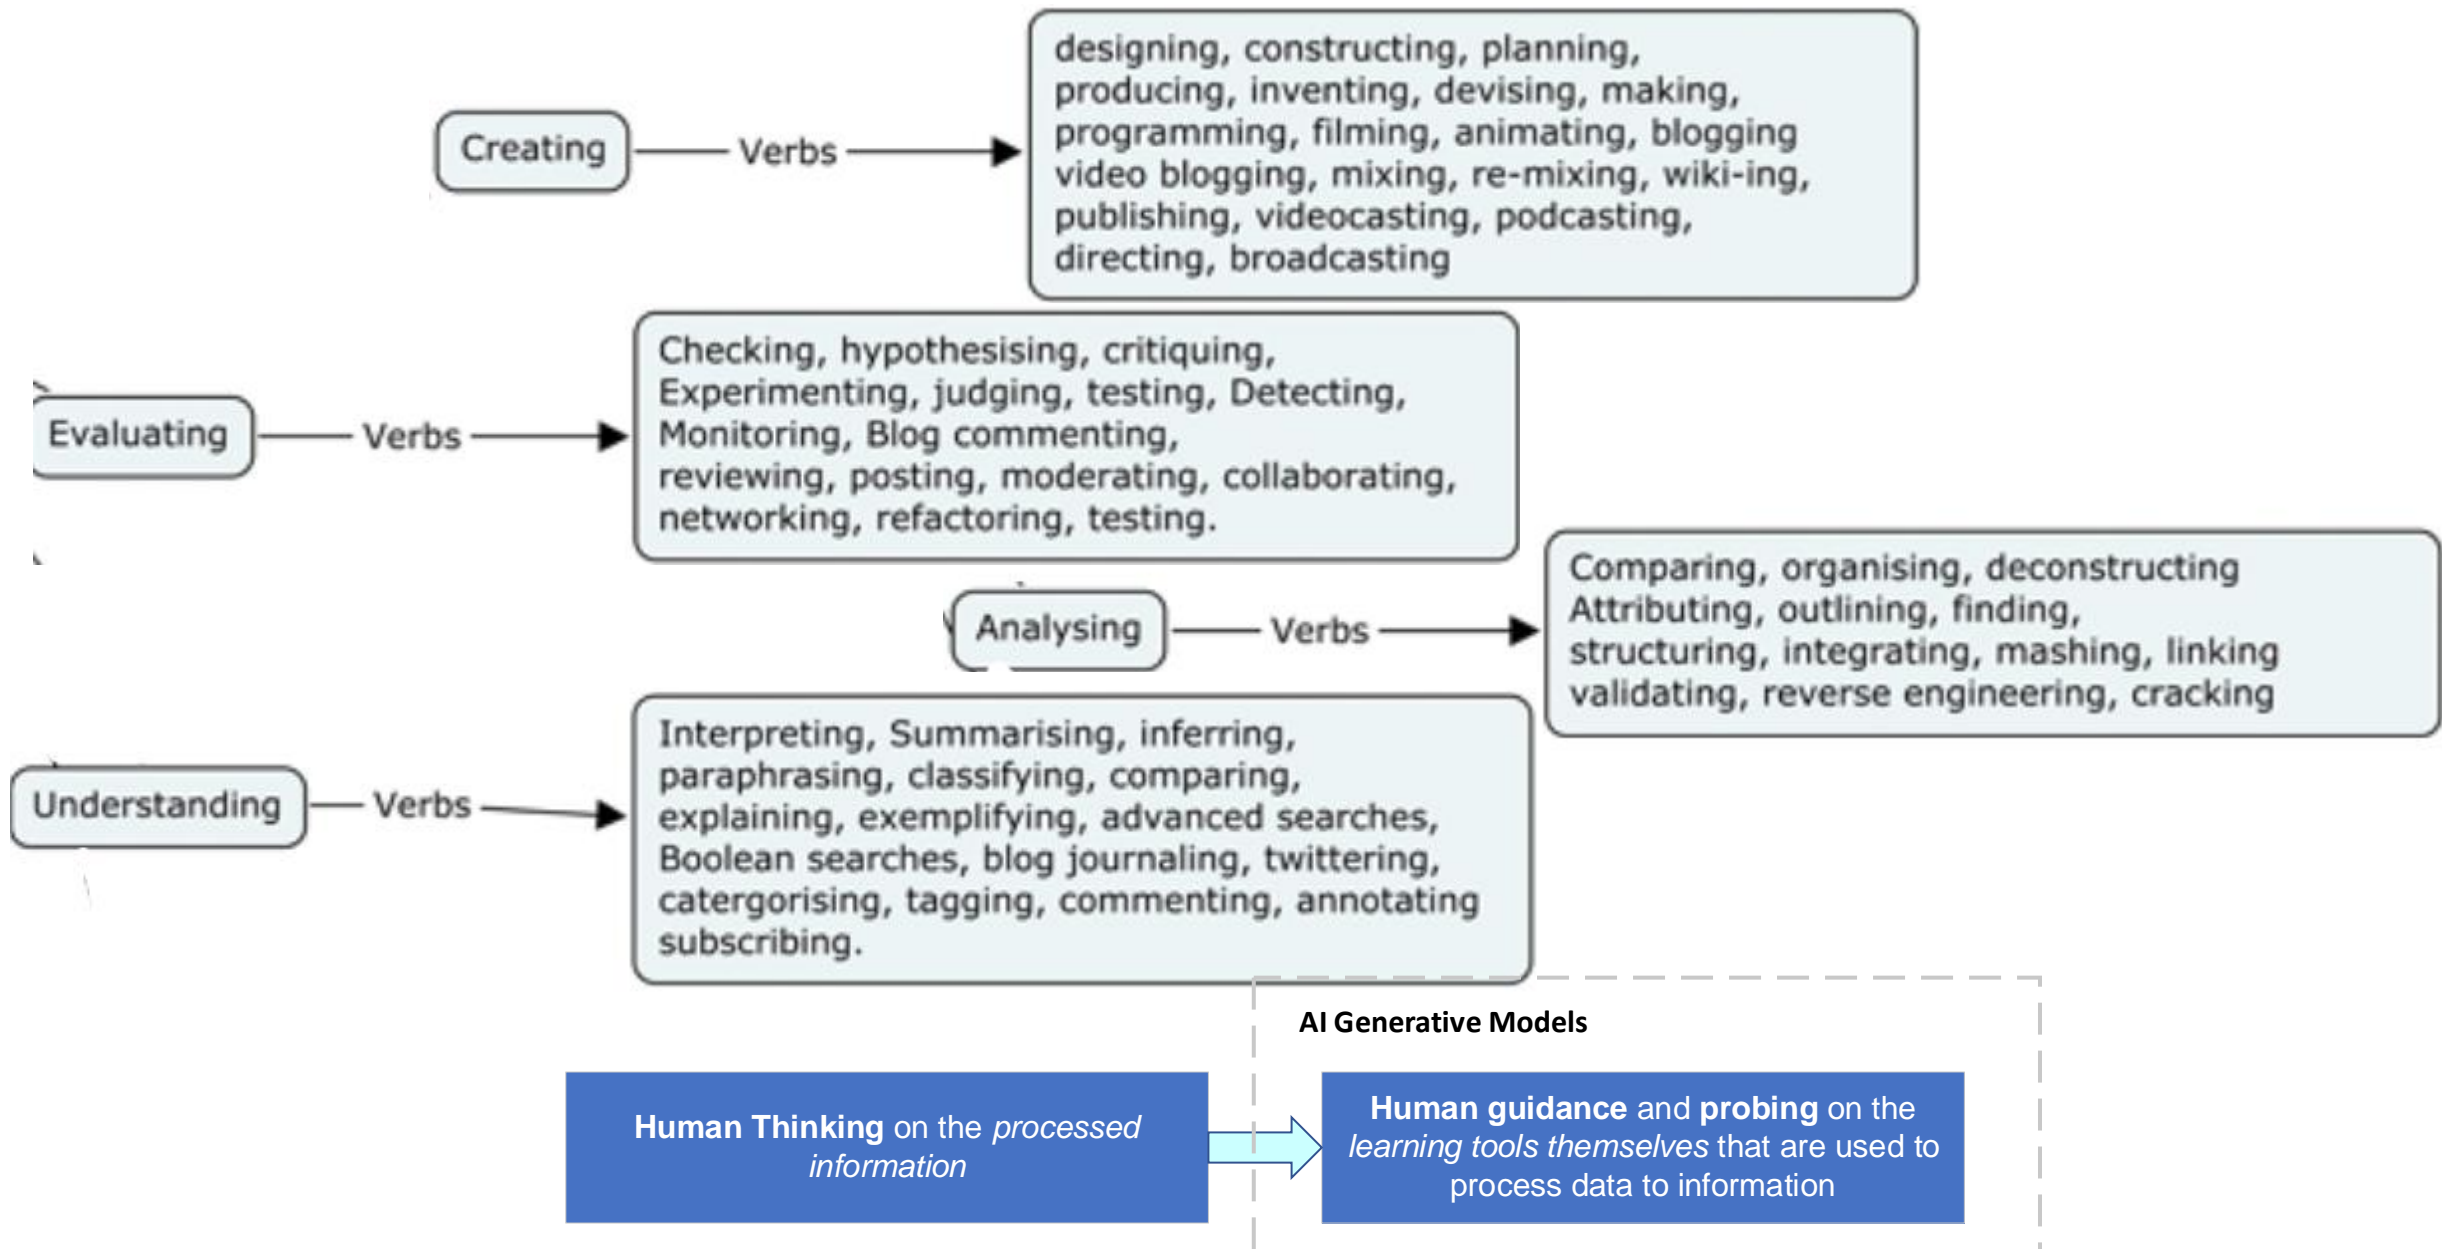 Creating
Verbs
designing, constructing, planning,
producing, inventing, devising, making,
programming, filming, animating, blogging
video blogging, mixing, re-mixing, wiki-ing,
publishing, videocasting, podcasting,
directing, broadcasting
Evaluating
Verbs
Checking, hypothesising, critiquing,
Experimenting, judging, testing, Detecting,
Monitoring, Blog commenting,
reviewing, posting, moderating, collaborating,
networking, refactoring, testing.
Analysing
Verbs
Comparing, organising, deconstructing
Attributing, outlining, finding,
structuring, integrating, mashing, linking
validating, reverse engineering, cracking
Understanding
Verbs
Interpreting, Summarising, inferring,
paraphrasing, classifying, comparing,
explaining, exemplifying, advanced searches,
Boolean searches, blog journaling, twittering,
catergorising, tagging, commenting, annotating
subscribing.
AI Generative Models
Human Thinking on the processed
information
Human guidance and probing on the
learning tools themselves that are used to
process data to information